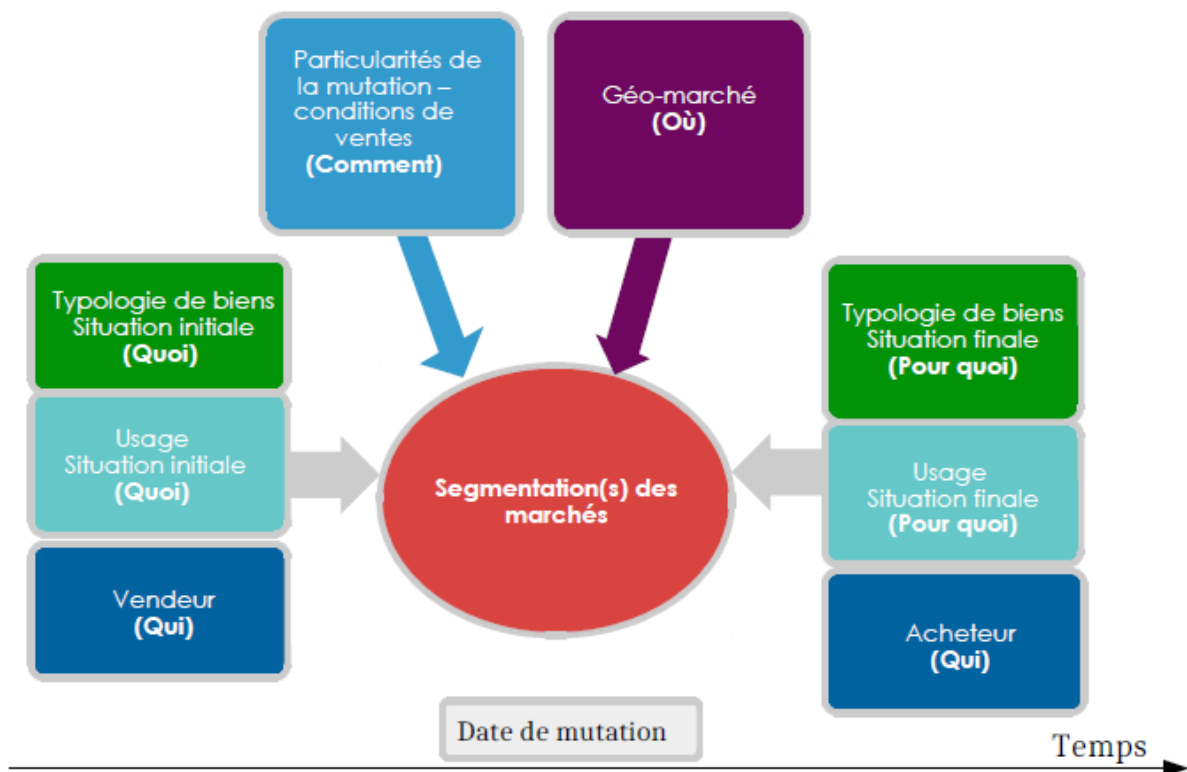 Particularités de
la mutation –
conditions de
ventes
(Comment)
Géo-marché
(Où)
Typologie de biens
Situation initiale
(Quoi)
Usage
Situation initiale
(Quoi)
Vendeur
(Qui)
Segmentation(s) des
marchés
Typologie de biens
Situation finale
(Pour quoi)
Usage
Situation finale
(Pour quoi)
Acheteur
(Qui)
Date de mutation
Temps